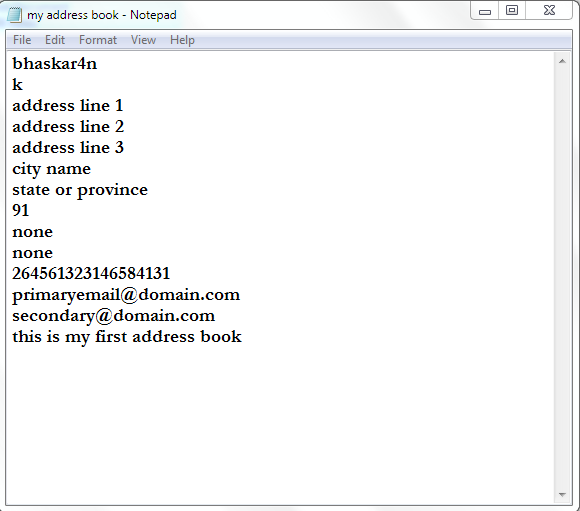 my address book - Notepad
File Edit Format View Help
bhaskar4n
k
address line 1
address line 2
address line 3
city name
state or province
91
none
none
264561323146584131
primaryemail@domain.com
secondary@domain.com
this is my first address book